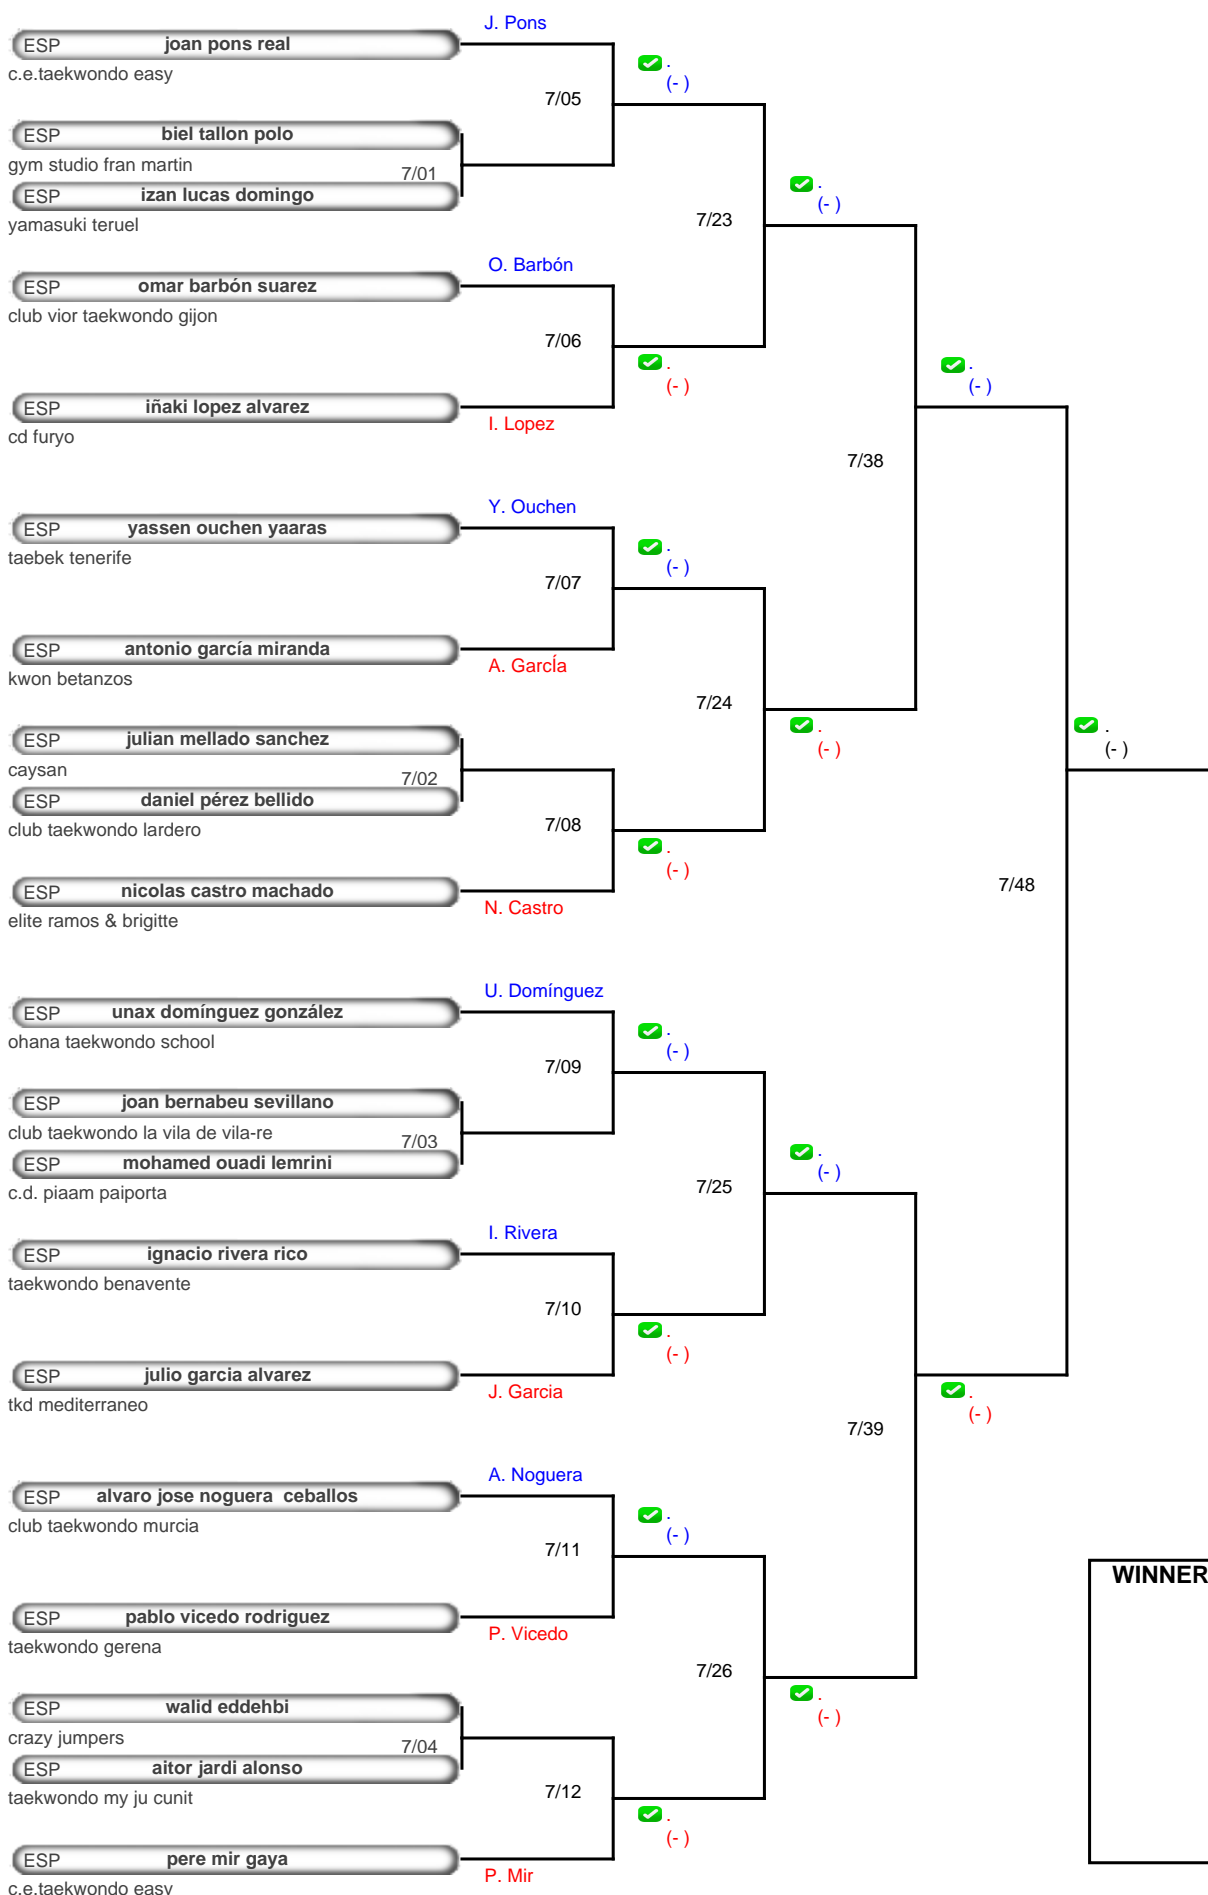 J. Pons
ESP joan pons real
c.e.taekwondo easy
.
(- )
7/05
ESP biel tallon polo
gym studio fran martin
7/01
ESP izan lucas domingo
yamasuki teruel
.
(- )
7/23
O. Barbón
ESP omar barbón suarez
club vior taekwondo gijon
7/06
.
(- )
.
(- )
ESP iñaki lopez alvarez
I. Lopez
cd furyo
7/38
Y. Ouchen
ESP yassen ouchen yaaras
taebek tenerife
.
(- )
7/07
ESP antonio garcía miranda
A. GarcÍa
kwon betanzos
7/24
.
(- )
.
(- )
ESP julian mellado sanchez
caysan
7/02
ESP daniel pérez bellido
club taekwondo lardero
7/08
.
(- )
7/48
ESP nicolas castro machado
N. Castro
elite ramos & brigitte
U. Domínguez
ESP unax domínguez gonzález
ohana taekwondo school
.
(- )
7/09
ESP joan bernabeu sevillano
club taekwondo la vila de vila-re
7/03
ESP mohamed ouadi lemrini
c.d. piaam paiporta
.
(- )
7/25
I. Rivera
ESP ignacio rivera rico
taekwondo benavente
7/10
.
(- )
ESP julio garcia alvarez
J. Garcia
tkd mediterraneo
.
(- )
7/39
A. Noguera
ESP alvaro jose noguera ceballos
club taekwondo murcia
.
(- )
7/11
WINNER
ESP pablo vicedo rodriguez
P. Vicedo
taekwondo gerena
7/26
.
(- )
ESP walid eddehbi
crazy jumpers
7/04
ESP aitor jardi alonso
taekwondo my ju cunit
7/12
.
(- )
ESP pere mir gaya
P. Mir
c.e.taekwondo easy